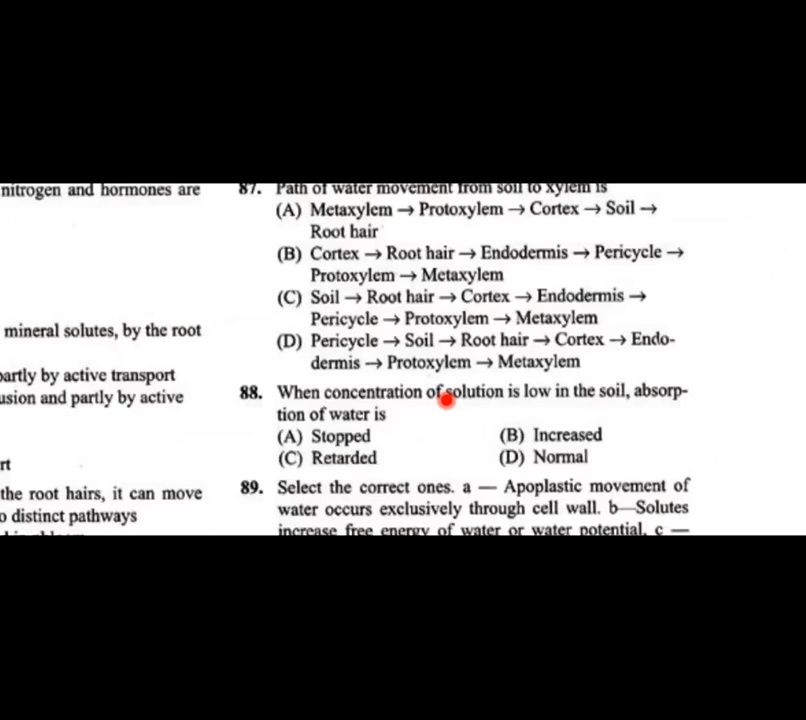 nitrogen and hormones are
mineral solutes, by the root
partly by active transport
usion and partly by active
rt
the root hairs, it can move
o distinct pathways
87. Path of water movement from soil to xylem is
(A) Metaxylem → Protoxylem → Cortex → Soil →
Root hair
(B) Cortex → Root hair → Endodermis → Pericycle →
Protoxylem → Metaxylem
(C) Soil → Root hair → Cortex → Endodermis →
Pericycle → Protoxylem → Metaxylem
(D) Pericycle → Soil → Root hair → Cortex → Endo-
dermis → Protoxylem → Metaxylem
88. When concentration of solution is low in the soil, absorp-
tion of water is
(A) Stopped (B) Increased
(C) Retarded (D) Normal
89. Select the correct ones. a — Apoplastic movement of
water occurs exclusively through cell wall. b—Solutes
increase free energy of water or water potential. c —